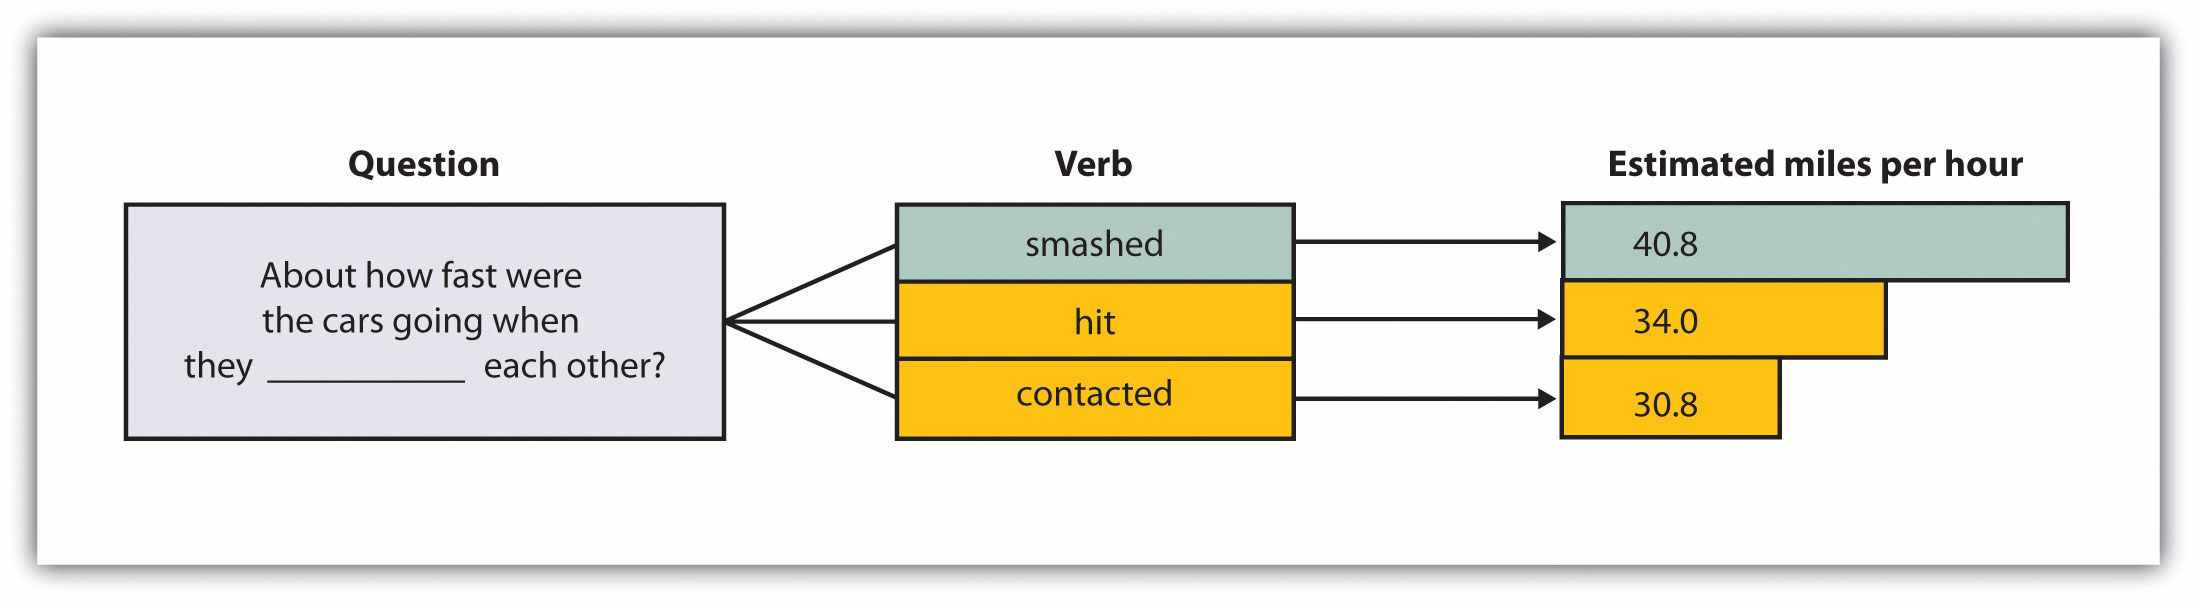 Question
About how fast were
the cars going when
they ___________ each other?
Verb
smashed
hit
contacted
Estimated miles per hour
40.8
34.0
30.8